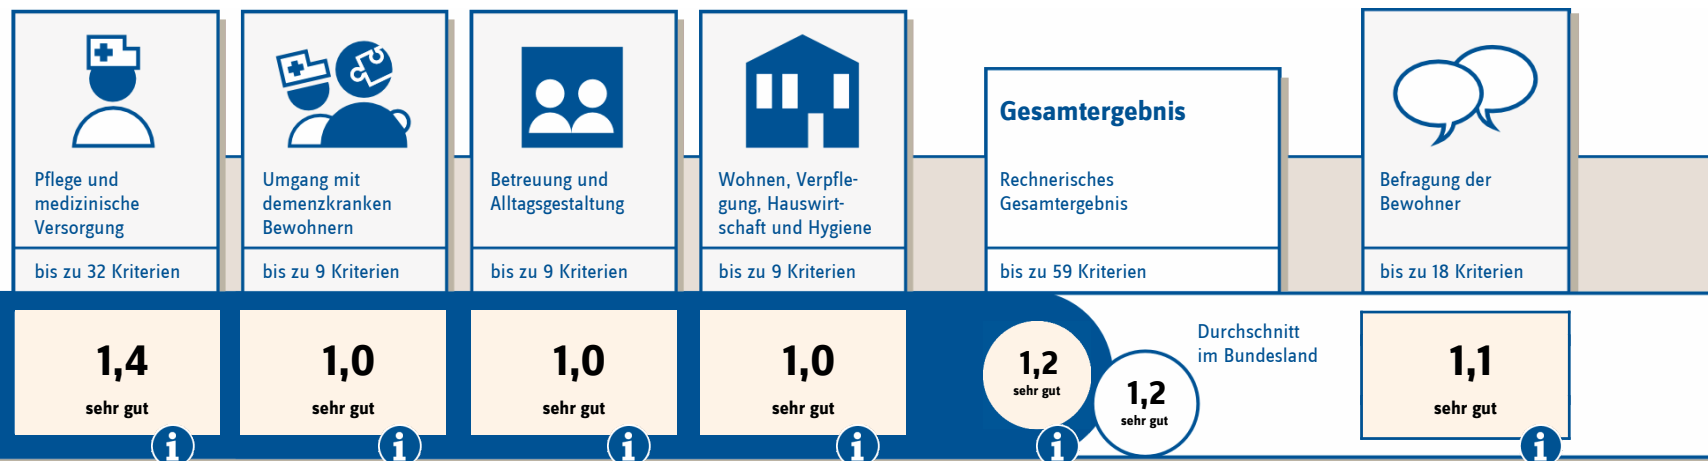 Pflege und
medizinische
Versorgung
bis zu 32 Kriterien
1,4
sehr gut
i
Umgang mit
demenzkranken
Bewohnern
bis zu 9 Kriterien
1,0
sehr gut
i
Betreuung und
Alltagsgestaltung
bis zu 9 Kriterien
1,0
sehr gut
i
Wohnen, Verpfle-
gung, Hauswirt-
schaft und Hygiene
bis zu 9 Kriterien
1,0
sehr gut
i
Gesamtergebnis
Rechnerisches
Gesamtergebnis
bis zu 59 Kriterien
1,2
sehr gut
i
Durchschnitt
im Bundesland
1,2
sehr gut
Befragung der
Bewohner
bis zu 18 Kriterien
1,1
sehr gut
i